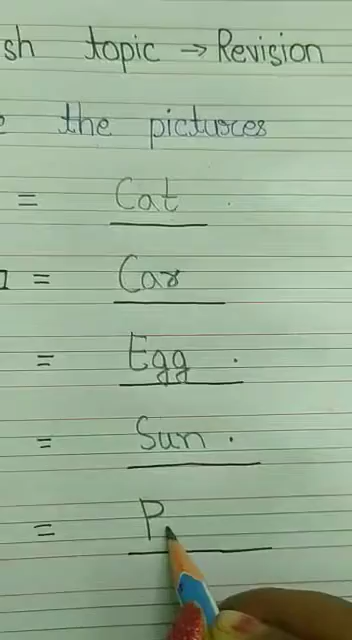 sh topic → Revision
the pictures
= Cat
= Car
= Egg .
= Sun .
= P